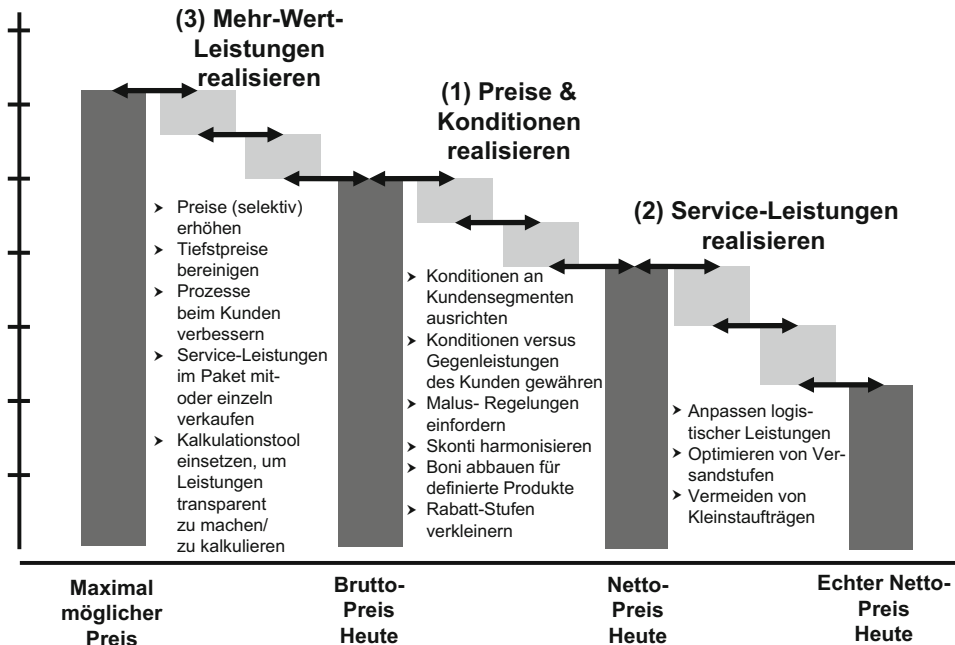 (3) Mehr-Wert-
Leistungen
realisieren
(1) Preise &
Konditionen
realisieren
(2) Service-Leistungen
realisieren
➤ Preise (selektiv)
erhöhen
➤ Tiefstpreise
bereinigen
➤ Prozesse
beim Kunden
verbessern
➤ Service-Leistungen
im Paket mit-
oder einzeln
verkaufen
➤ Kalkulationstool
einsetzen, um
Leistungen
transparent
zu machen/
zu kalkulieren
➤ Konditionen an
Kundensegmenten
ausrichten
➤ Konditionen versus
Gegenleistungen
des Kunden gewähren
➤ Malus- Regelungen
einfordern
➤ Skonti harmonisieren
➤ Boni abbauen für
definierte Produkte
➤ Rabatt-Stufen
verkleinern
➤ Anpassen logis-
tischer Leistungen
➤ Optimieren von Ver-
sandstufen
➤ Vermeiden von
Kleinstaufträgen
Maximal
möglicher
Preis
Brutto-
Preis
Heute
Netto-
Preis
Heute
Echter Netto-
Preis
Heute